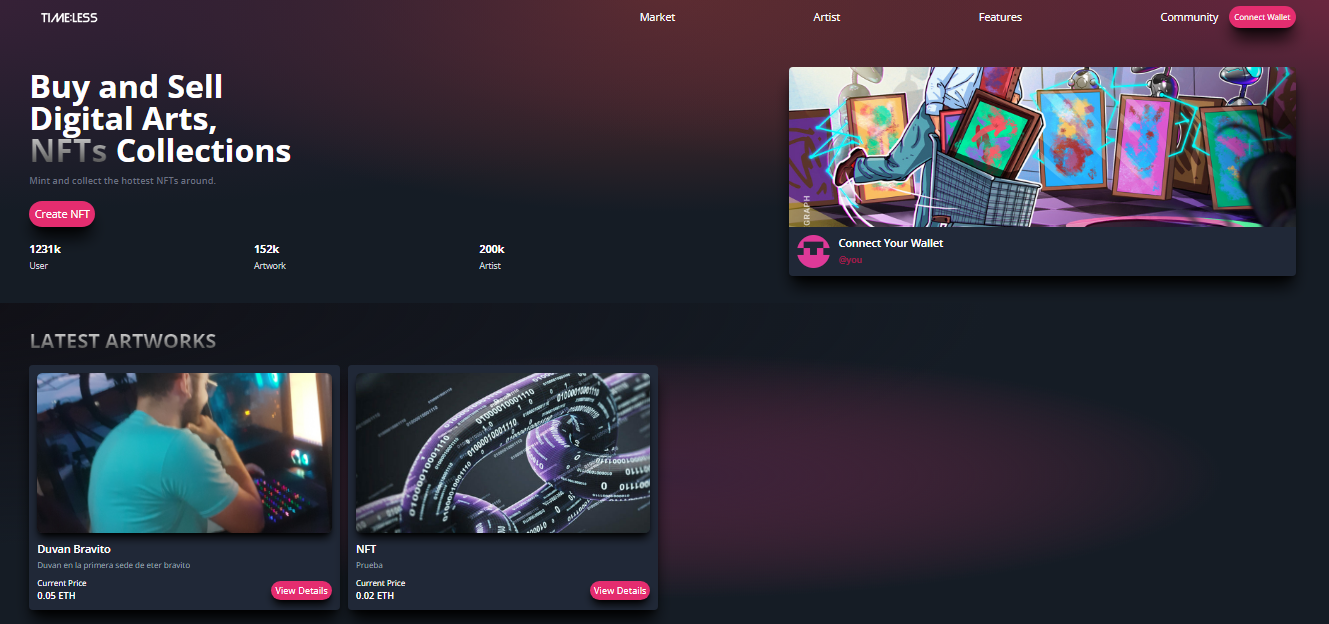 TIMELESS
Market
Artist
Features
Community
Connect Wallet
Buy and Sell
Digital Arts,
NFTs Collections
Mint and collect the hottest NFTs around.
Create NFT
1231k
152k
200k
User
Artwork
Artist
GRAPH
Connect Your Wallet
@you
LATEST ARTWORKS
Duvan Bravito
Duvan en la primera sede de eter bravito
Current Price
0.05 ETH
View Details
NFT
Prueba
Current Price
0.02 ETH
View Details